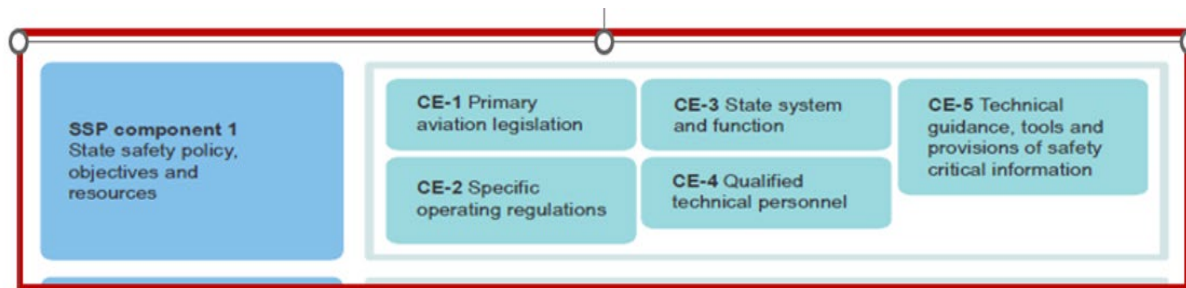 SSP component 1
State safety policy,
objectives and
resources
CE-1 Primary
aviation legislation
CE-2 Specific
operating regulations
CE-3 State system
and function
CE-4 Qualified
technical personnel
CE-5 Technical
guidance, tools and
provisions of safety
critical information